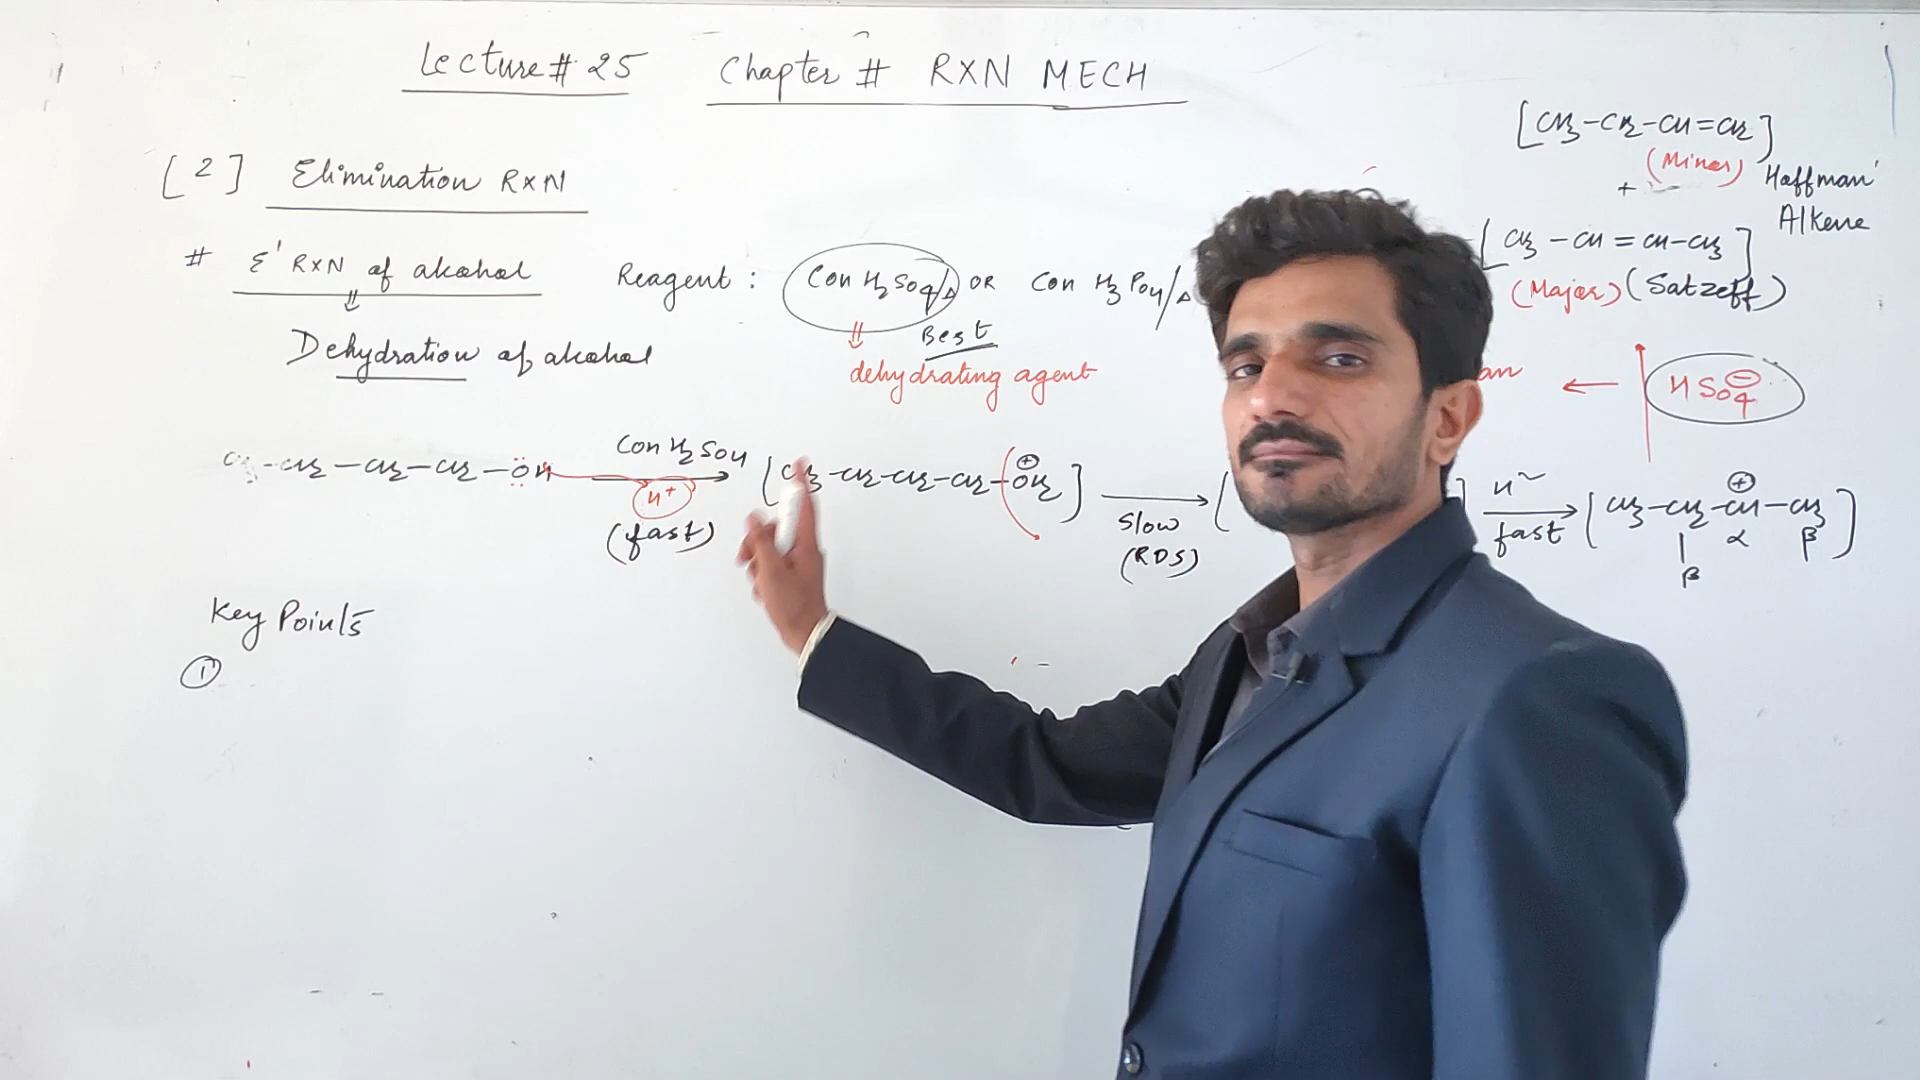 Lecture # 25 Chapter # RXN MECH
[CH3-CH2-CH=CH2]
(Minor)
+
Hoffman'
Alkene
[2] Elimination RxN
[CH3-CH=CH-CH3]
(Major) (Satzeff)
# E' RXN of alcohol
Reagent : Con H2SO4/Δ OR Con H3PO4/Δ
⇓
Dehydration of alcohol
⇓ Best
dehydrating agent
an ← HSO4⊖
CH2-CH2-CH2-ÖH
Con H2SO4
H+
(fast)
[CH3-CH2-CH2-CH2-OH2]
⊕
Slow
(RDS)
H~
fast
[CH3-CH2-CH-CH3]
⊕
β α β
Key Points
①